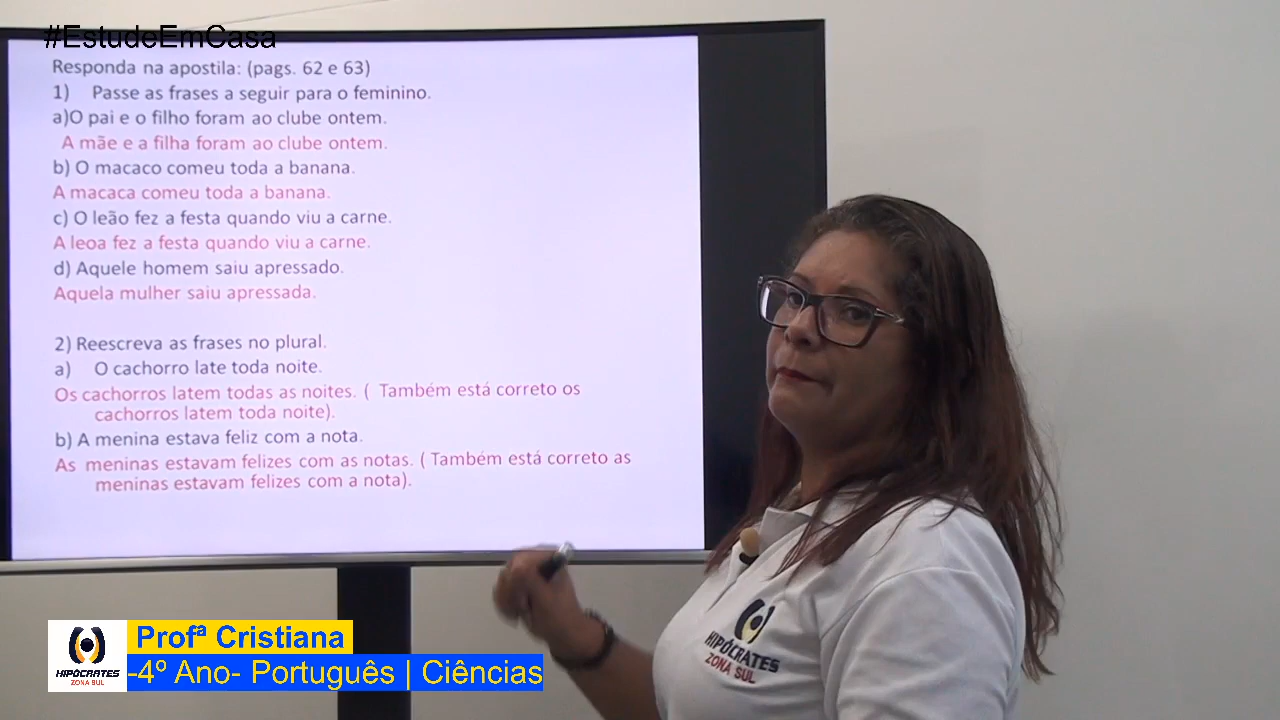 #EstudeEmCasa
Responda na apostila: (pags. 62 e 63)
1) Passe as frases a seguir para o feminino.
a)O pai e o filho foram ao clube ontem.
A mãe e a filha foram ao clube ontem.
b) O macaco comeu toda a banana.
A macaca comeu toda a banana.
c) O leão fez a festa quando viu a carne.
A leoa fez a festa quando viu a carne.
d) Aquele homem saiu apressado.
Aquela mulher saiu apressada.
2) Reescreva as frases no plural.
a) O cachorro late toda noite.
Os cachorros latem todas as noites. ( Também está correto os
cachorros latem toda noite).
b) A menina estava feliz com a nota.
As meninas estavam felizes com as notas. ( Também está correto as
meninas estavam felizes com a nota).
HIPÓCRATES
ZONA SUL
HIPÓCRATES
ZONA SUL
Profª Cristiana
-4º Ano- Português | Ciências